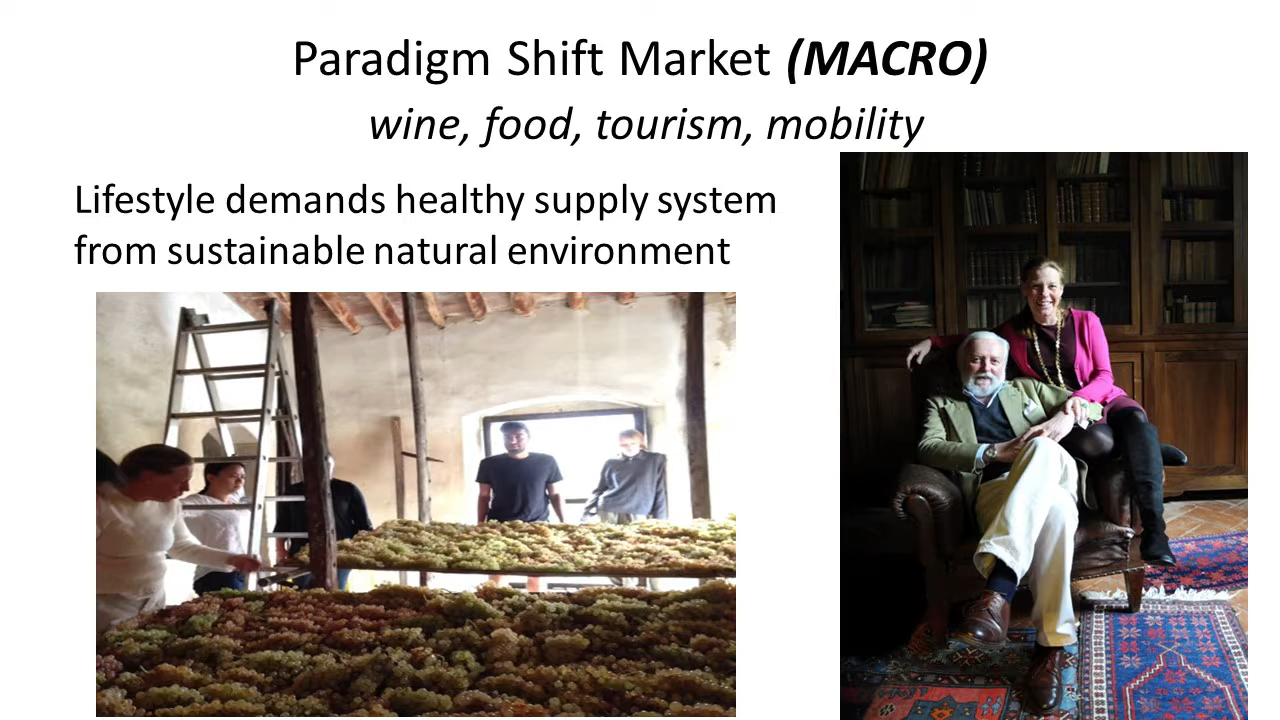 Paradigm Shift Market (MACRO)
wine, food, tourism, mobility
Lifestyle demands healthy supply system
from sustainable natural environment